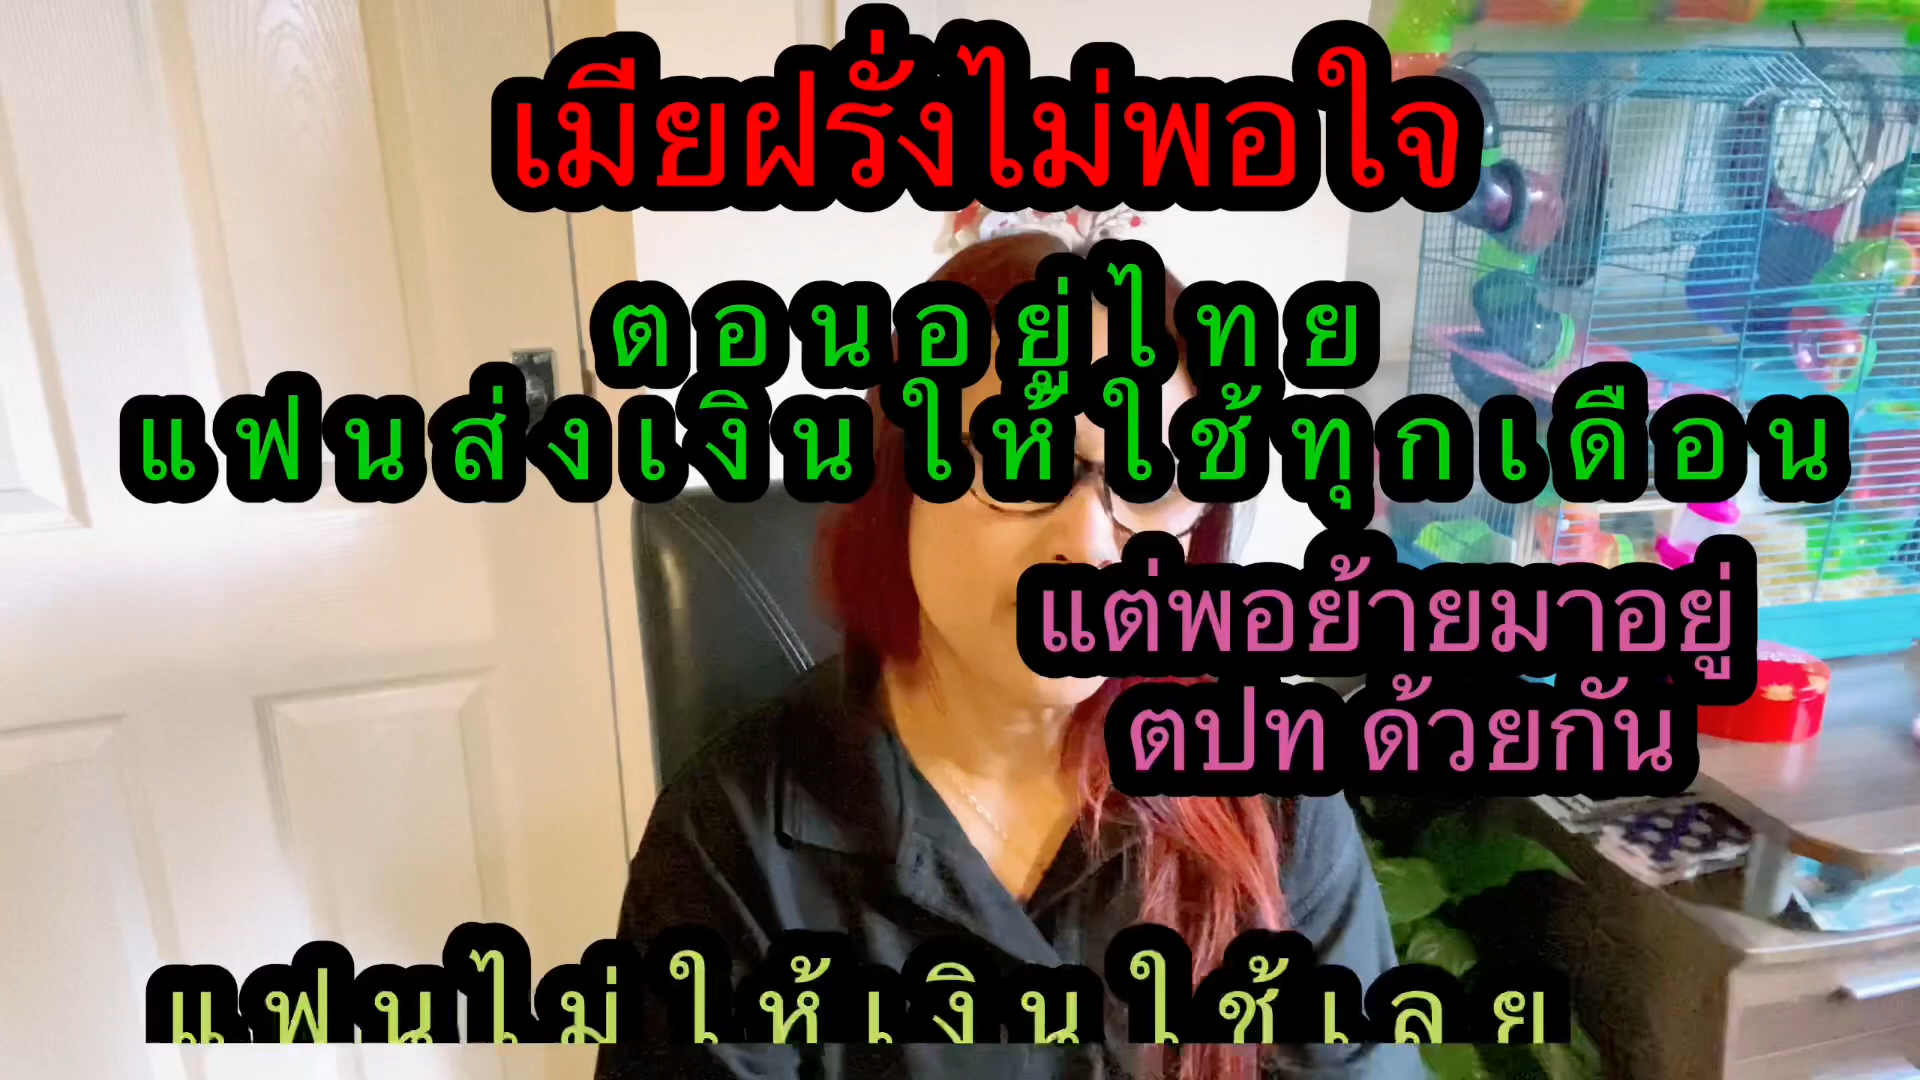 เมียฝรั่งไม่พอใจ
ตอนอยู่ไทย
แฟนส่งเงินให้ใช้ทุกเดือน
แต่พอย้ายมาอยู่
ตปท ด้วยกัน
แฟนไม่ให้เงินใช้เลย